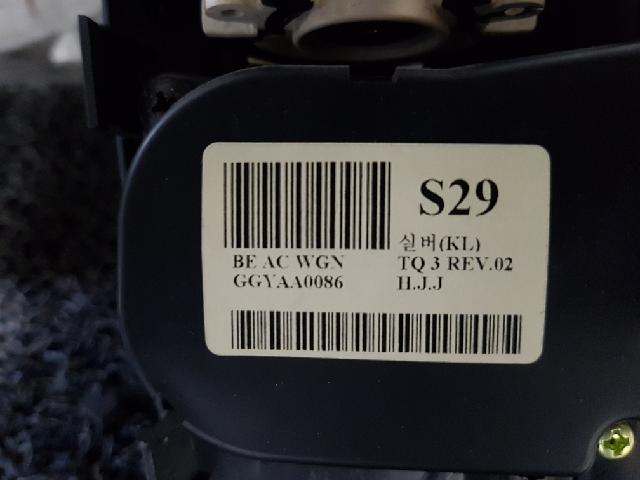 S29
실버(KL)
BE AC WGN TQ 3 REV.02
GGYAA0086 H.J.J